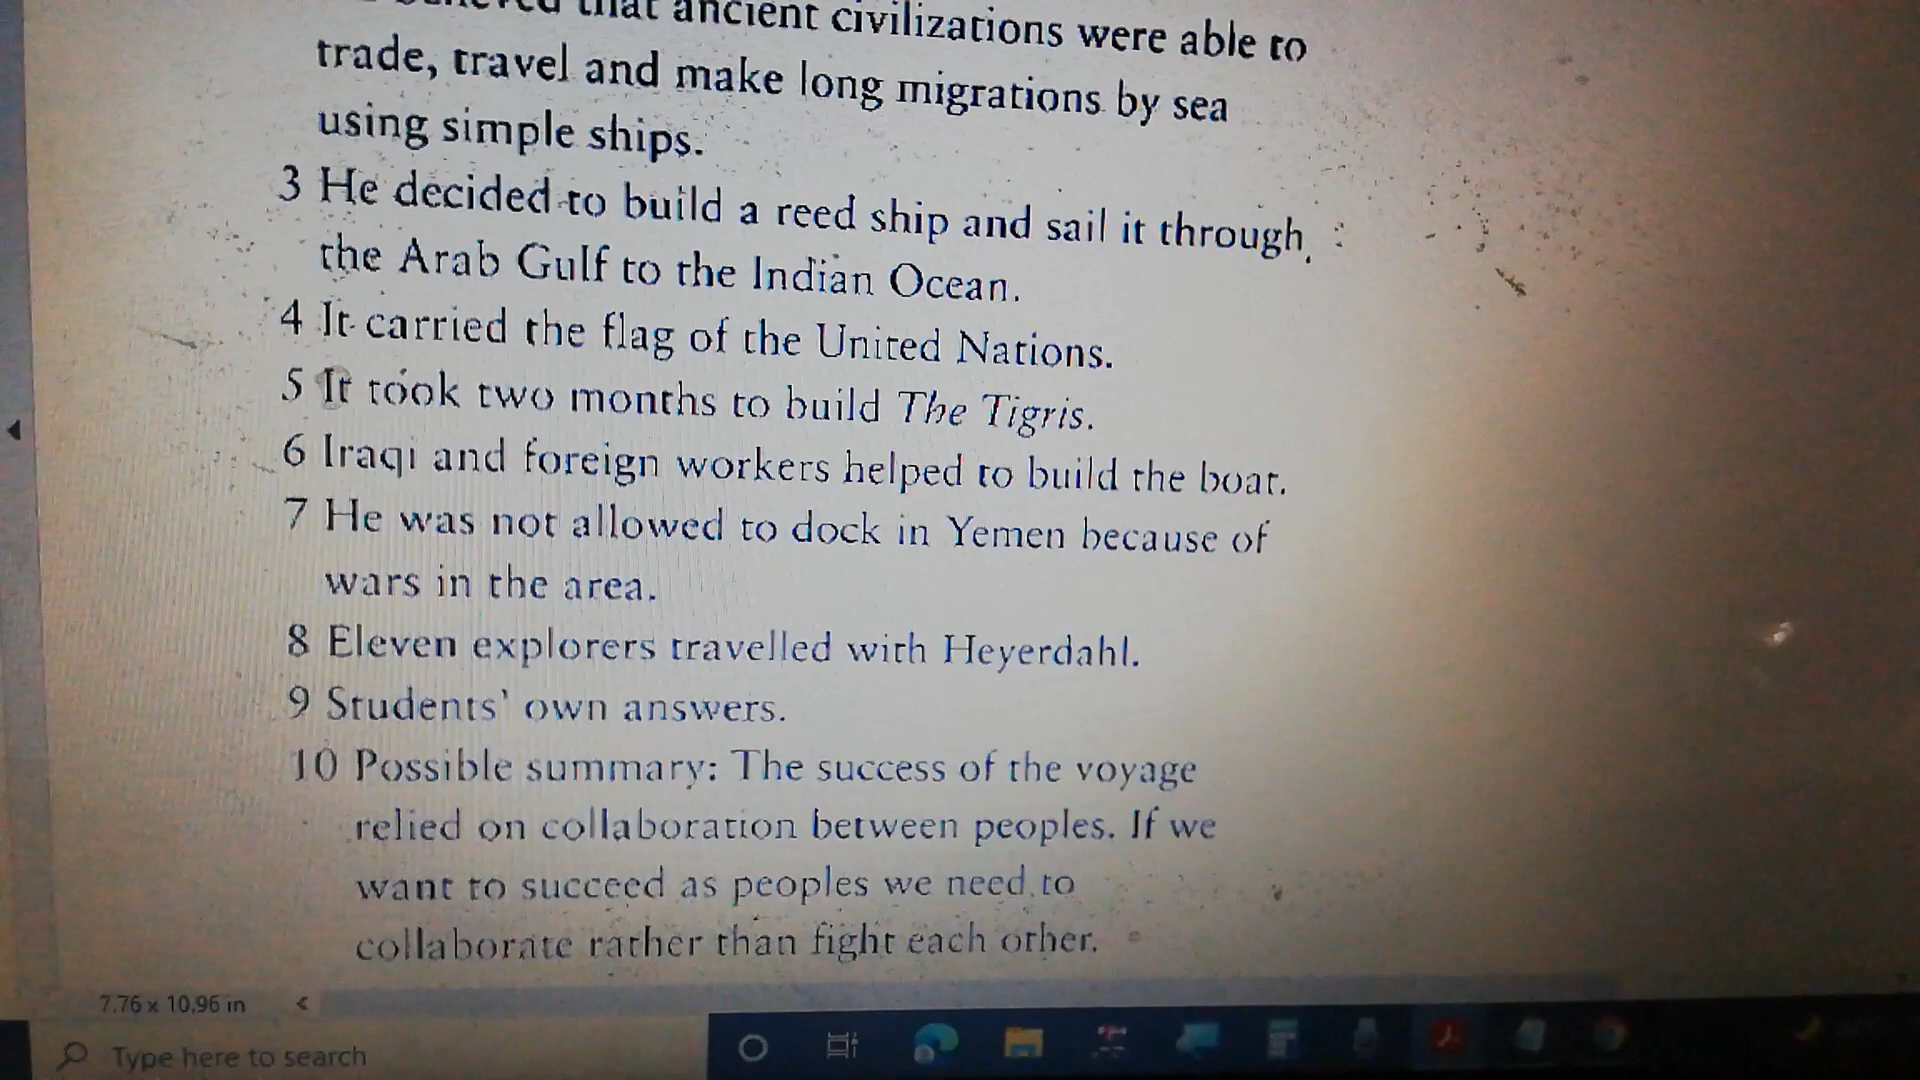 believed that ancient civilizations were able to
trade, travel and make long migrations by sea
using simple ships.
3 He decided to build a reed ship and sail it through
the Arab Gulf to the Indian Ocean.
4 It carried the flag of the United Nations.
5 It took two months to build The Tigris.
6 Iraqi and foreign workers helped to build the boat.
7 He was not allowed to dock in Yemen because of
wars in the area.
8 Eleven explorers travelled with Heyerdahl.
9 Students' own answers.
10 Possible summary: The success of the voyage
relied on collaboration between peoples. If we
want to succeed as peoples we need to
collaborate rather than fight each other.
7.76 x 10.96 in
Type here to search